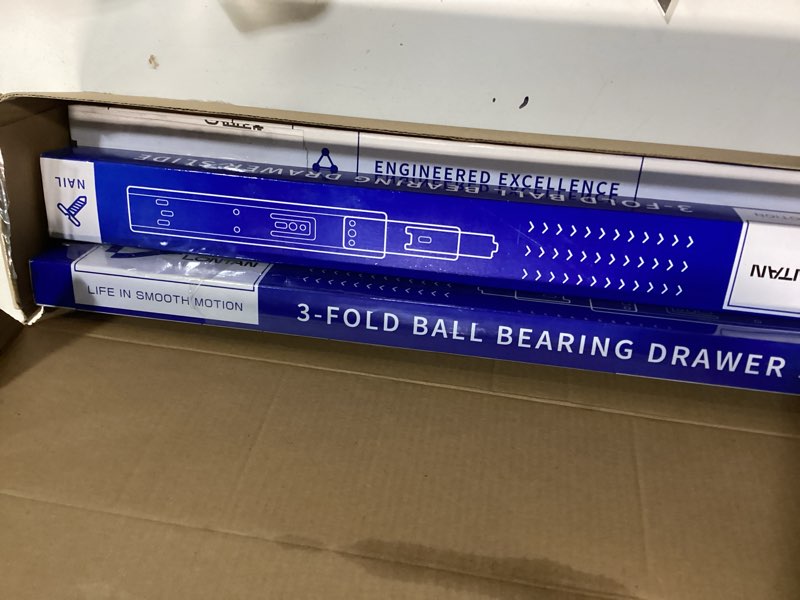 ENGINEERED EXCELLENCE
3-FOLD BALL BEARING DRAWER SLIDE
NAIL
LIFE IN SMOOTH MOTION
3-FOLD BALL BEARING DRAWER